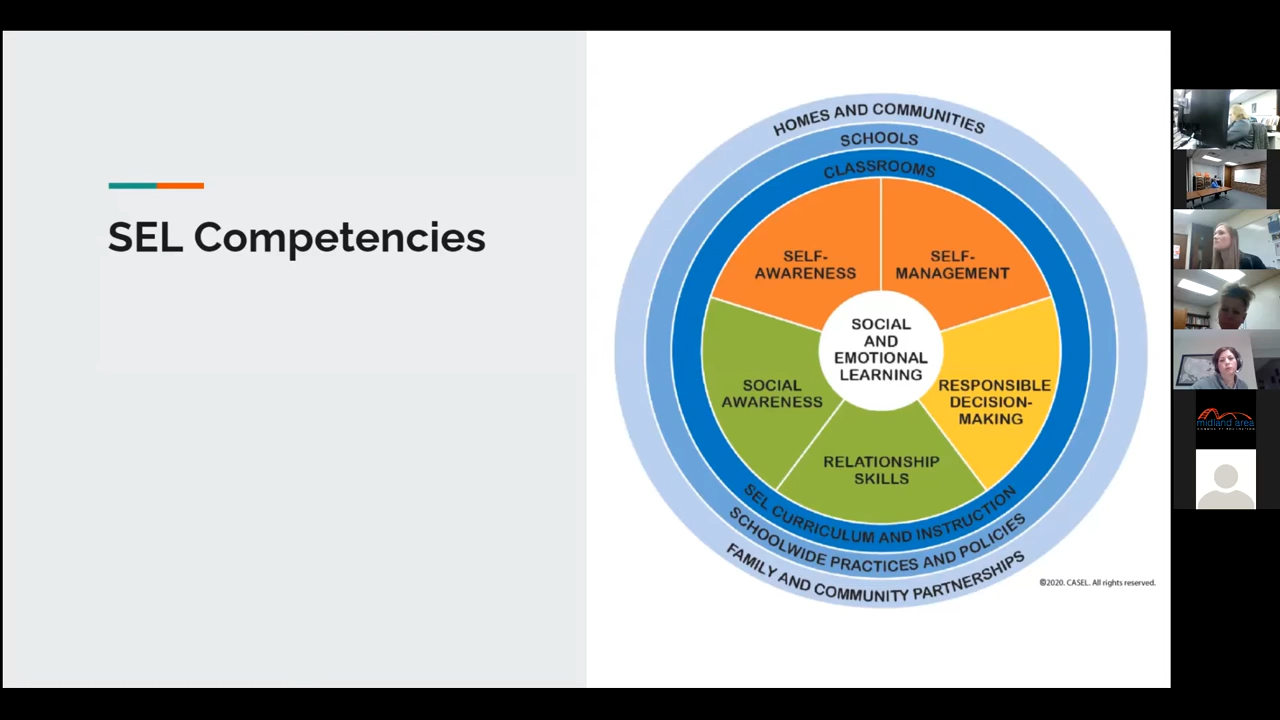 SEL Competencies
HOMES AND COMMUNITIES
SCHOOLS
CLASSROOMS
SELF-
AWARENESS
SELF-
MANAGEMENT
SOCIAL
AND
EMOTIONAL
LEARNING
SOCIAL
AWARENESS
RESPONSIBLE
DECISION-
MAKING
RELATIONSHIP
SKILLS
SEL CURRICULUM AND INSTRUCTION
SCHOOLWIDE PRACTICES AND POLICIES
FAMILY AND COMMUNITY PARTNERSHIPS
©2020. CASEL. All rights reserved.
midland area